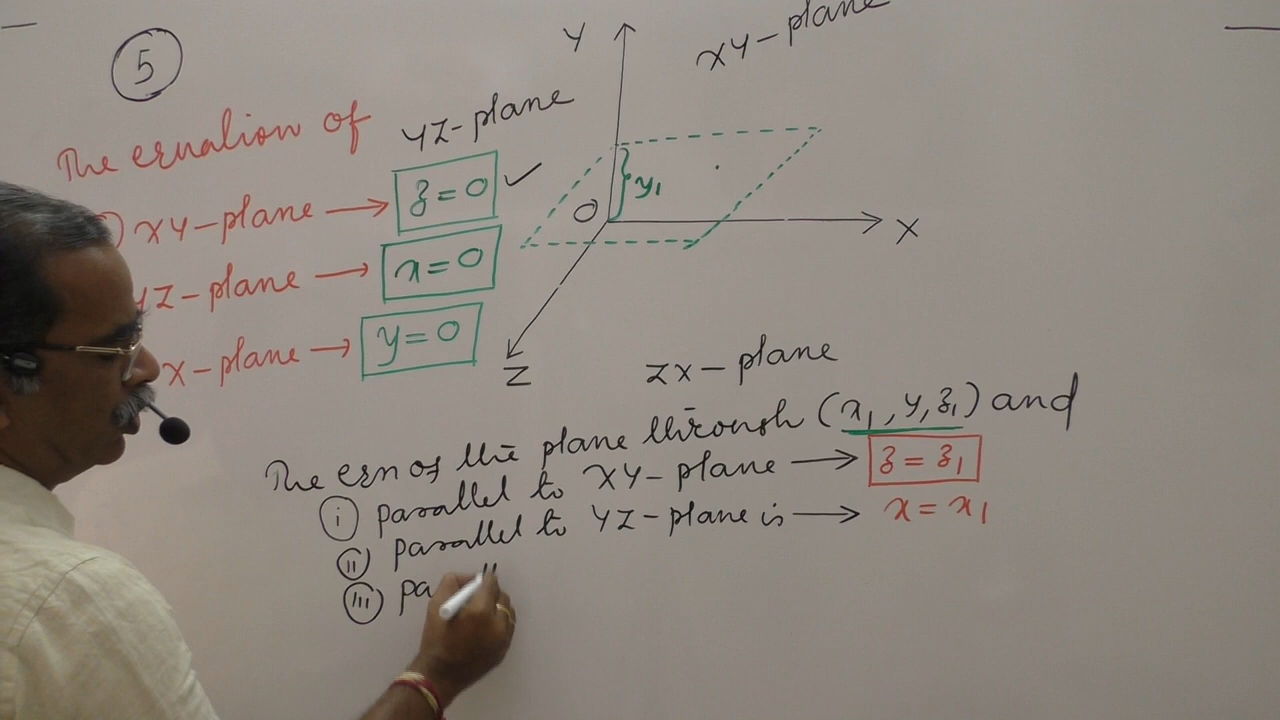 5
The equation of
XY-plane → z=0 ✓
YZ-plane → x=0
X-plane → y=0
YZ-plane
XY-plane
Y
y₁
O
X
Z
ZX-plane
The eqn of the plane through (x₁, y, z₁) and
(i) parallel to XY-plane → z=z₁
(ii) parallel to YZ-plane is → x=x₁
(iii) pa